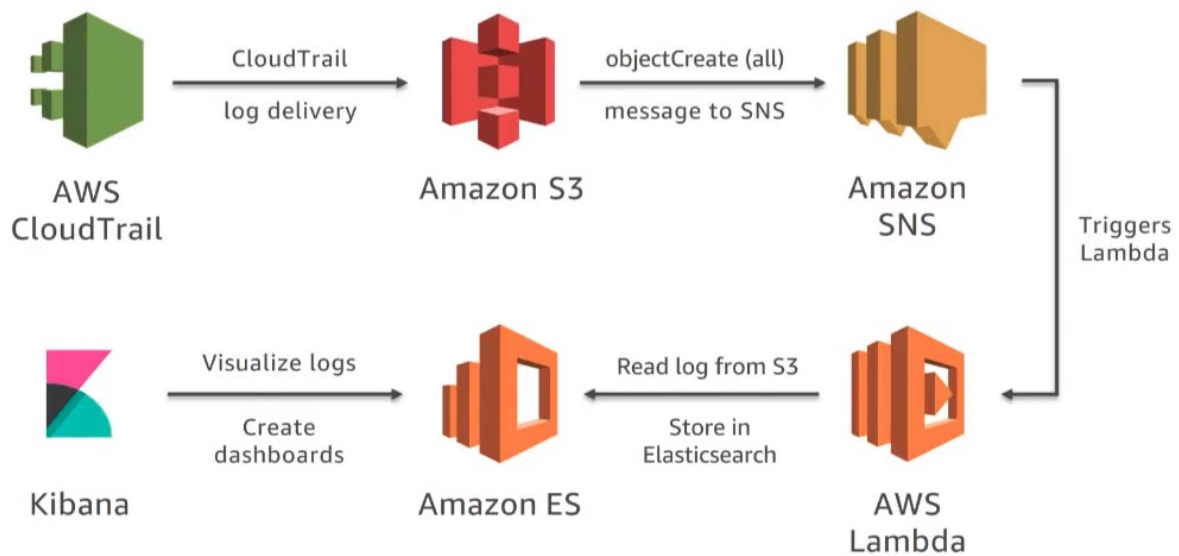 CloudTrail
log delivery
objectCreate (all)
message to SNS
AWS
CloudTrail
Amazon S3
Amazon
SNS
Triggers
Lambda
Visualize logs
Create
dashboards
Read log from S3
Store in
Elasticsearch
Kibana
Amazon ES
AWS
Lambda